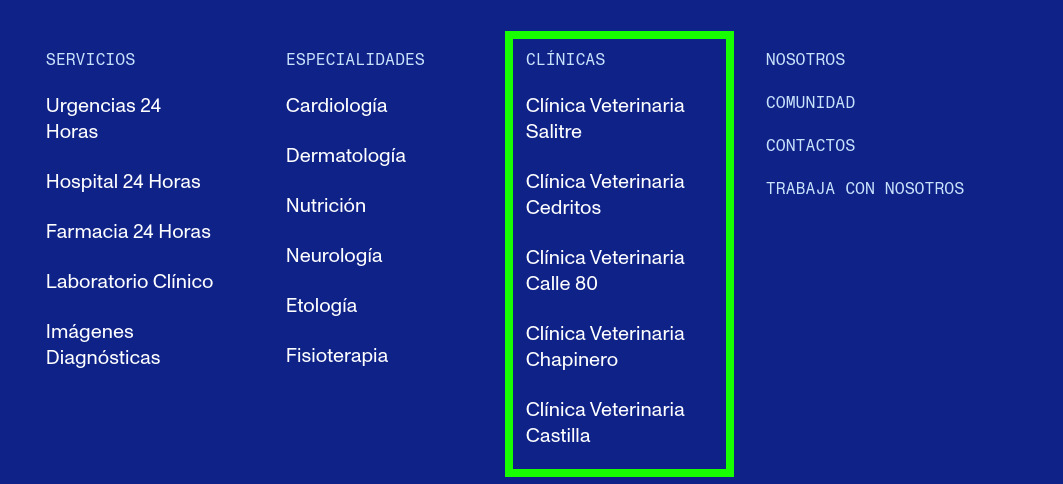 SERVICIOS
Urgencias 24
Horas
Hospital 24 Horas
Farmacia 24 Horas
Laboratorio Clínico
Imágenes
Diagnósticas
ESPECIALIDADES
Cardiología
Dermatología
Nutrición
Neurología
Etología
Fisioterapia
CLÍNICAS
Clínica Veterinaria
Salitre
Clínica Veterinaria
Cedritos
Clínica Veterinaria
Calle 80
Clínica Veterinaria
Chapinero
Clínica Veterinaria
Castilla
NOSOTROS
COMUNIDAD
CONTACTOS
TRABAJA CON NOSOTROS